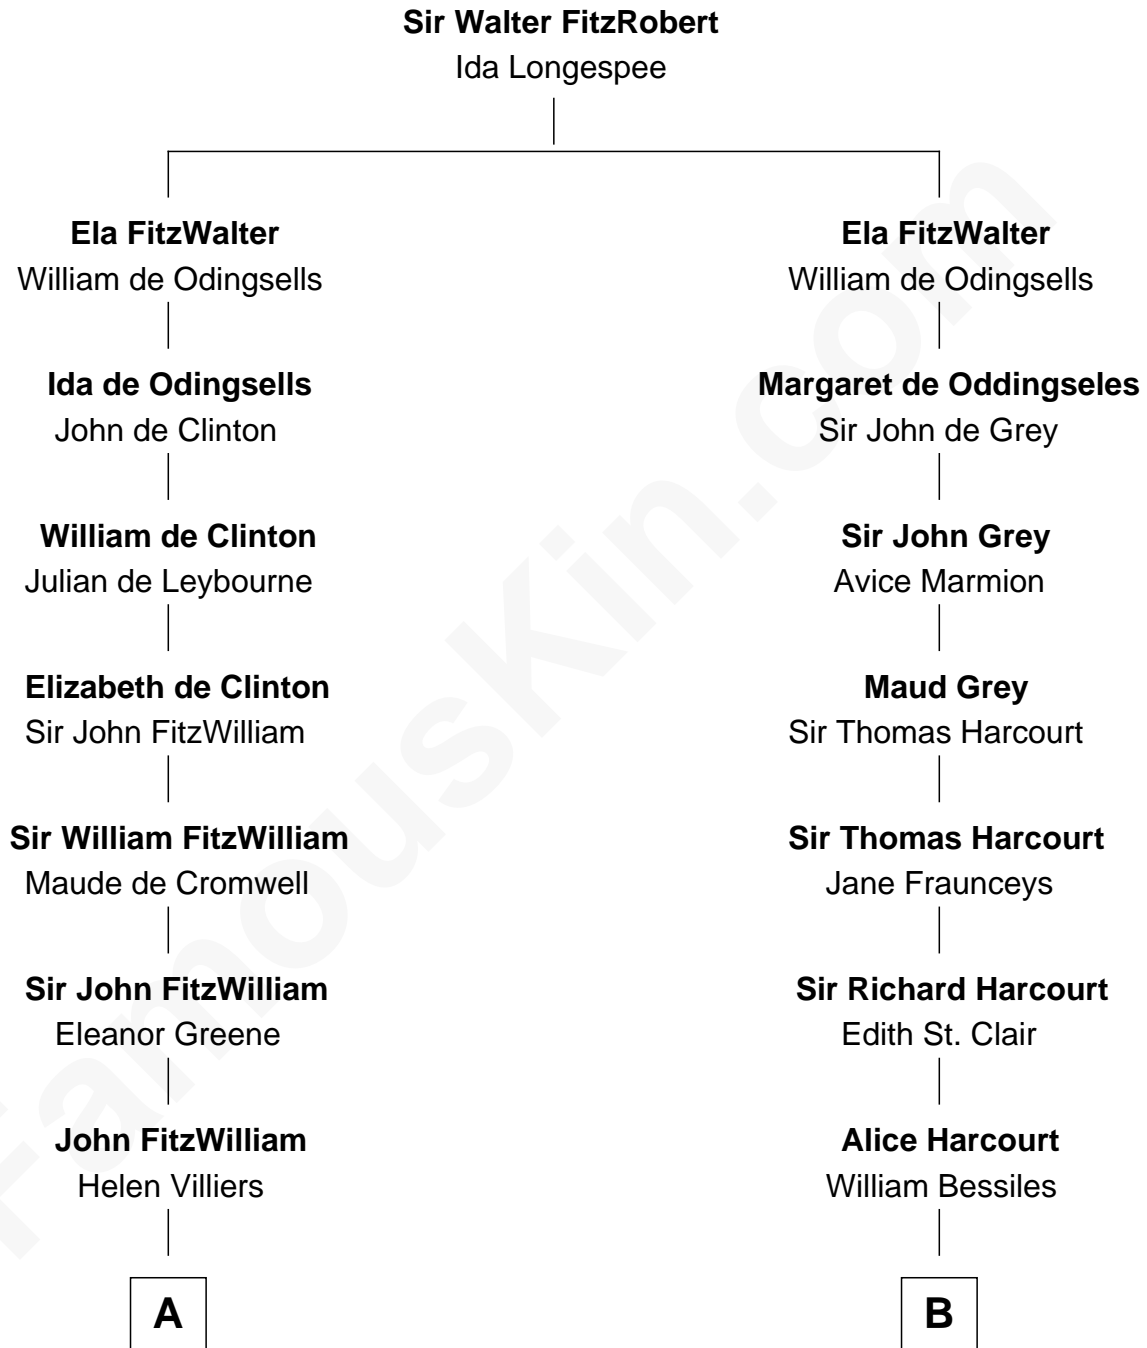 Sir Walter FitzRobert
Ida Longespee
Ela FitzWalter
William de Odingsells
Ida de Odingsells
John de Clinton
William de Clinton
Julian de Leybourne
Elizabeth de Clinton
Sir John FitzWilliam
Sir William FitzWilliam
Maude de Cromwell
Sir John FitzWilliam
Eleanor Greene
John FitzWilliam
Helen Villiers
A
Ela FitzWalter
William de Odingsells
Margaret de Oddingseles
Sir John de Grey
Sir John Grey
Avice Marmion
Maud Grey
Sir Thomas Harcourt
Sir Thomas Harcourt
Jane Fraunceys
Sir Richard Harcourt
Edith St. Clair
Alice Harcourt
William Bessiles
B
FamousKin.com